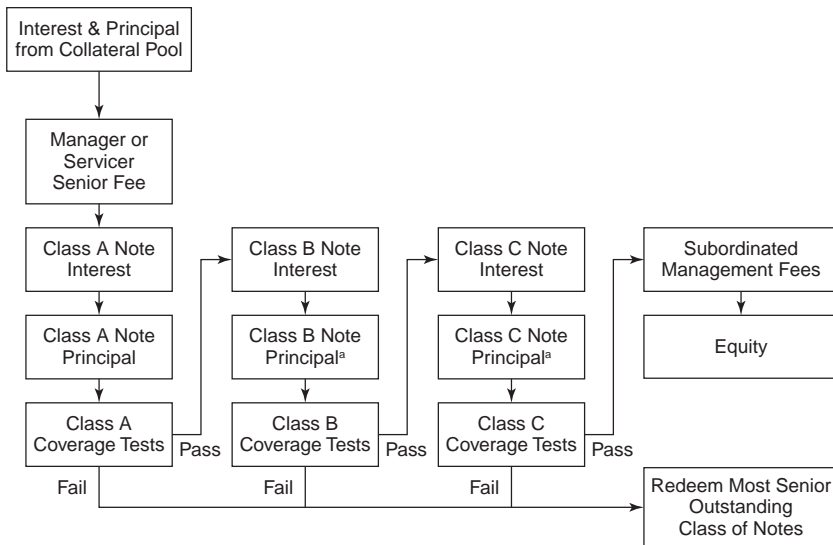 Interest & Principal
from Collateral Pool
Manager or
Servicer
Senior Fee
Class A Note
Interest
Class A Note
Principal
Class A
Coverage Tests
Pass
Fail
Class B Note
Interest
Class B Note
Principalᵃ
Class B
Coverage Tests
Pass
Fail
Class C Note
Interest
Class C Note
Principalᵃ
Class C
Coverage Tests
Pass
Fail
Subordinated
Management Fees
Equity
Redeem Most Senior
Outstanding
Class of Notes